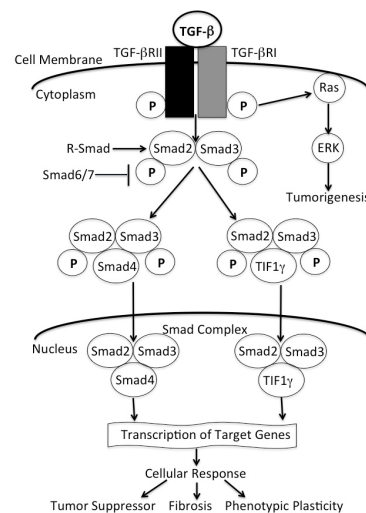 TGF-β
TGF-βRII
TGF-βRI
Cell Membrane
Cytoplasm
P
P
Ras
R-Smad
Smad2
Smad3
ERK
Smad6/7
P
P
Tumorigenesis
Smad2
Smad3
Smad2
Smad3
P
Smad4
P
P
TIF1γ
P
Smad Complex
Nucleus
Smad2
Smad3
Smad2
Smad3
Smad4
TIF1γ
Transcription of Target Genes
Cellular Response
Tumor Suppressor
Fibrosis
Phenotypic Plasticity